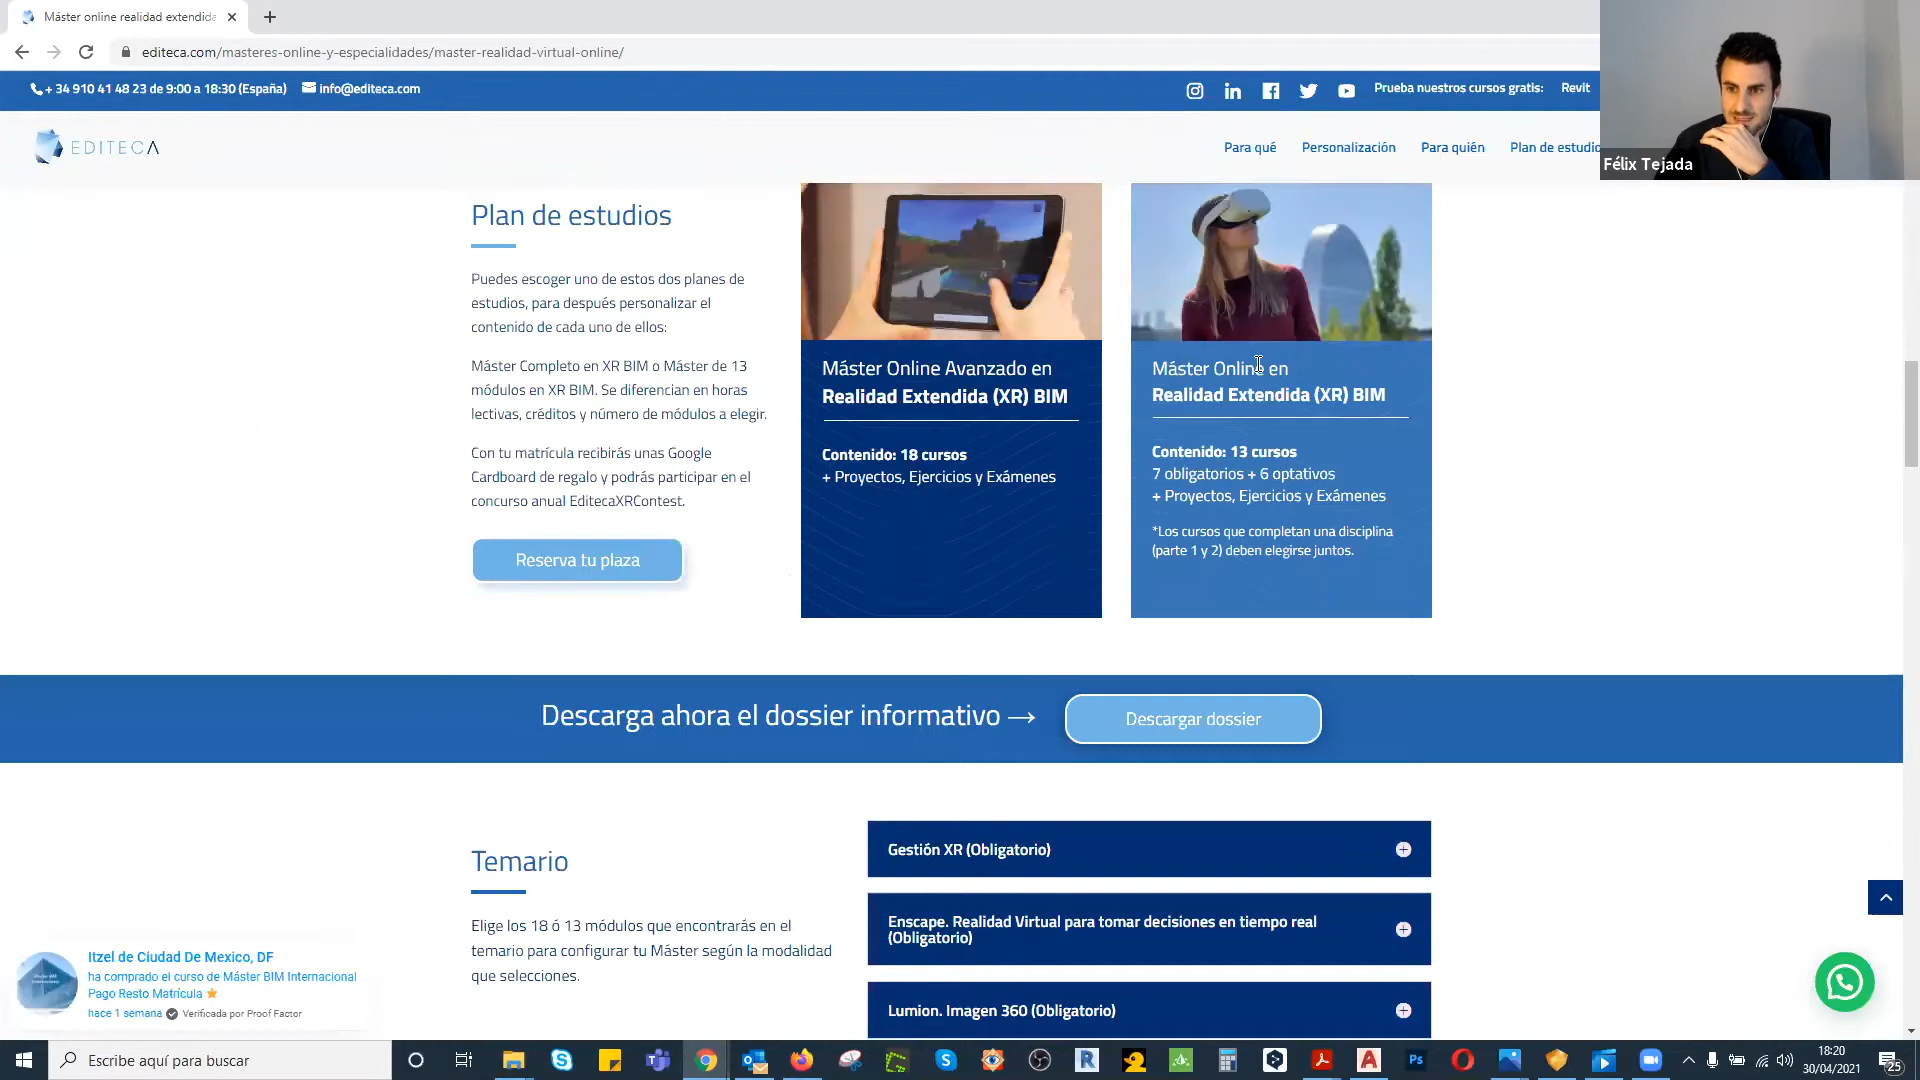 Máster online realidad extendida
editeca.com/masteres-online-y-especialidades/master-realidad-virtual-online/
+ 34 910 41 48 23 de 9:00 a 18:30 (España)
info@editeca.com
Prueba nuestros cursos gratis:
Revit
EDITECA
Para qué
Personalización
Para quién
Plan de estudio
Félix Tejada
Plan de estudios
Puedes escoger uno de estos dos planes de
estudios, para después personalizar el
contenido de cada uno de ellos:
Máster Completo en XR BIM o Máster de 13
módulos en XR BIM. Se diferencian en horas
lectivas, créditos y número de módulos a elegir.
Con tu matrícula recibirás unas Google
Cardboard de regalo y podrás participar en el
concurso anual EditecaXRContest.
Reserva tu plaza
Máster Online Avanzado en
Realidad Extendida (XR) BIM
Contenido: 18 cursos
+ Proyectos, Ejercicios y Exámenes
Máster Online en
Realidad Extendida (XR) BIM
Contenido: 13 cursos
7 obligatorios + 6 optativos
+ Proyectos, Ejercicios y Exámenes
*Los cursos que completan una disciplina
(parte 1 y 2) deben elegirse juntos.
Descarga ahora el dossier informativo →
Descargar dossier
Temario
Elige los 18 ó 13 módulos que encontrarás en el
temario para configurar tu Máster según la modalidad
que selecciones.
Gestión XR (Obligatorio)
Enscape. Realidad Virtual para tomar decisiones en tiempo real
(Obligatorio)
Lumion. Imagen 360 (Obligatorio)
Itzel de Ciudad De Mexico, DF
ha comprado el curso de Máster BIM Internacional
Pago Resto Matrícula
hace 1 semana
Verificada por Proof Factor
Escribe aquí para buscar
18:20
30/04/2021
25